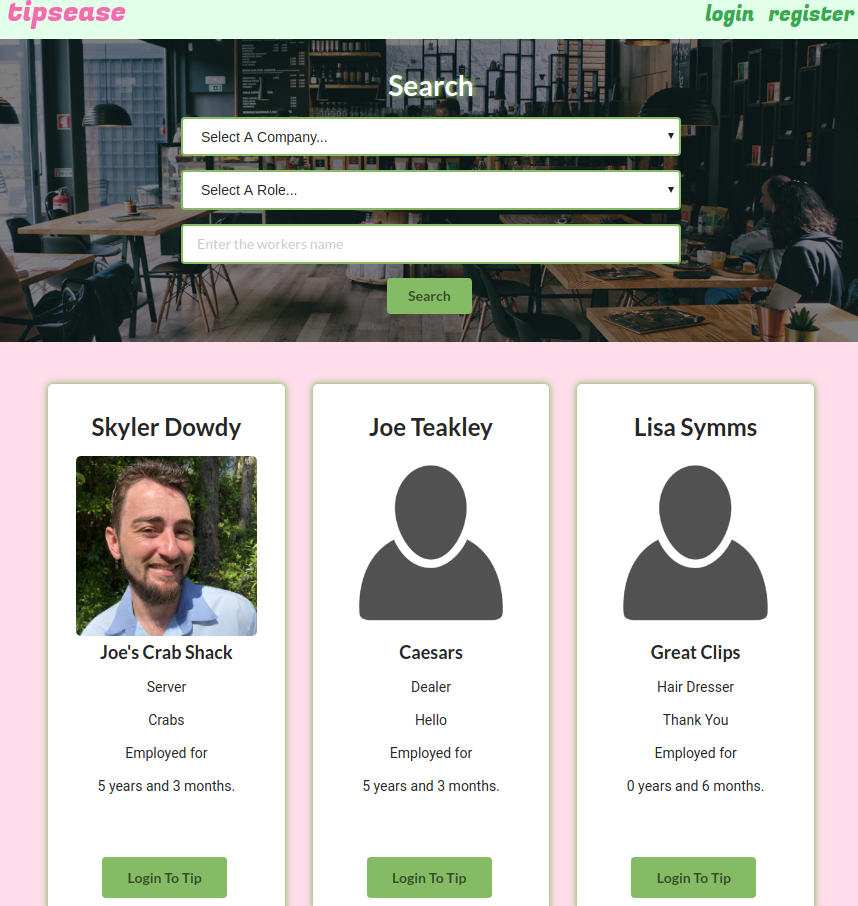 tipsease
login register
Search
Select A Company...
Select A Role...
Enter the workers name
Search
Skyler Dowdy
Joe Teakley
Lisa Symms
Joe's Crab Shack
Caesars
Great Clips
Server
Dealer
Hair Dresser
Crabs
Hello
Thank You
Employed for
Employed for
Employed for
5 years and 3 months.
5 years and 3 months.
0 years and 6 months.
Login To Tip
Login To Tip
Login To Tip